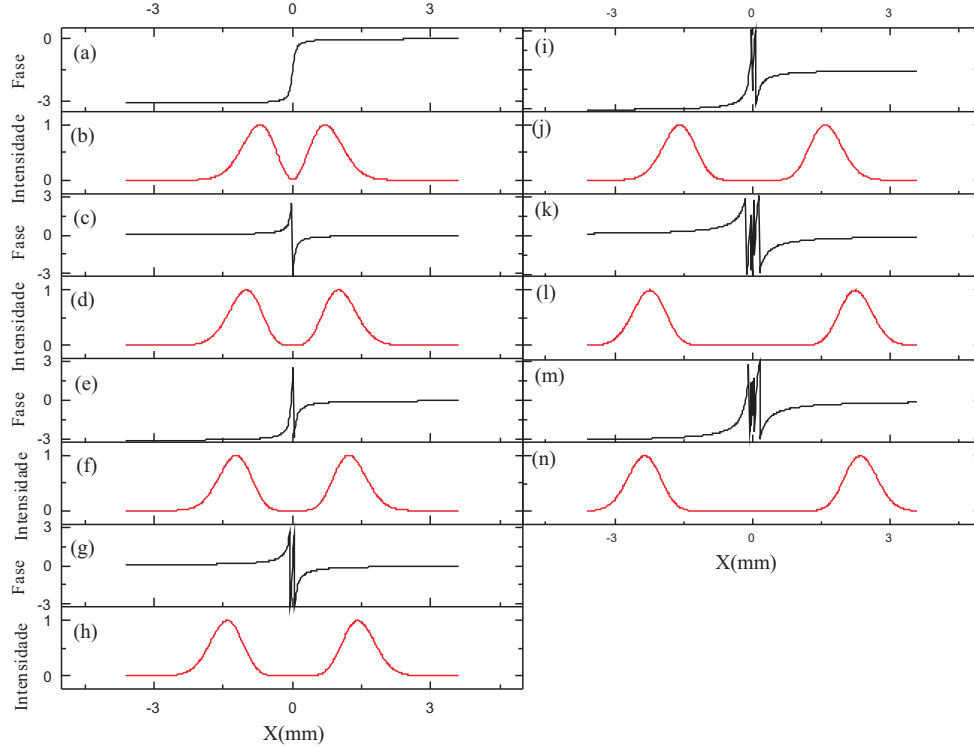 -3 0 3
-3 0 3
Fase
0
-3
(a)
(i)
Intensidade
1
0
(b)
(j)
Fase
3
0
-3
(c)
(k)
Intensidade
1
0
(d)
(l)
Fase
3
0
-3
(e)
(m)
Intensidade
1
0
(f)
(n)
-3 0 3
X(mm)
Fase
3
0
-3
(g)
Intensidade
1
0
(h)
-3 0 3
X(mm)